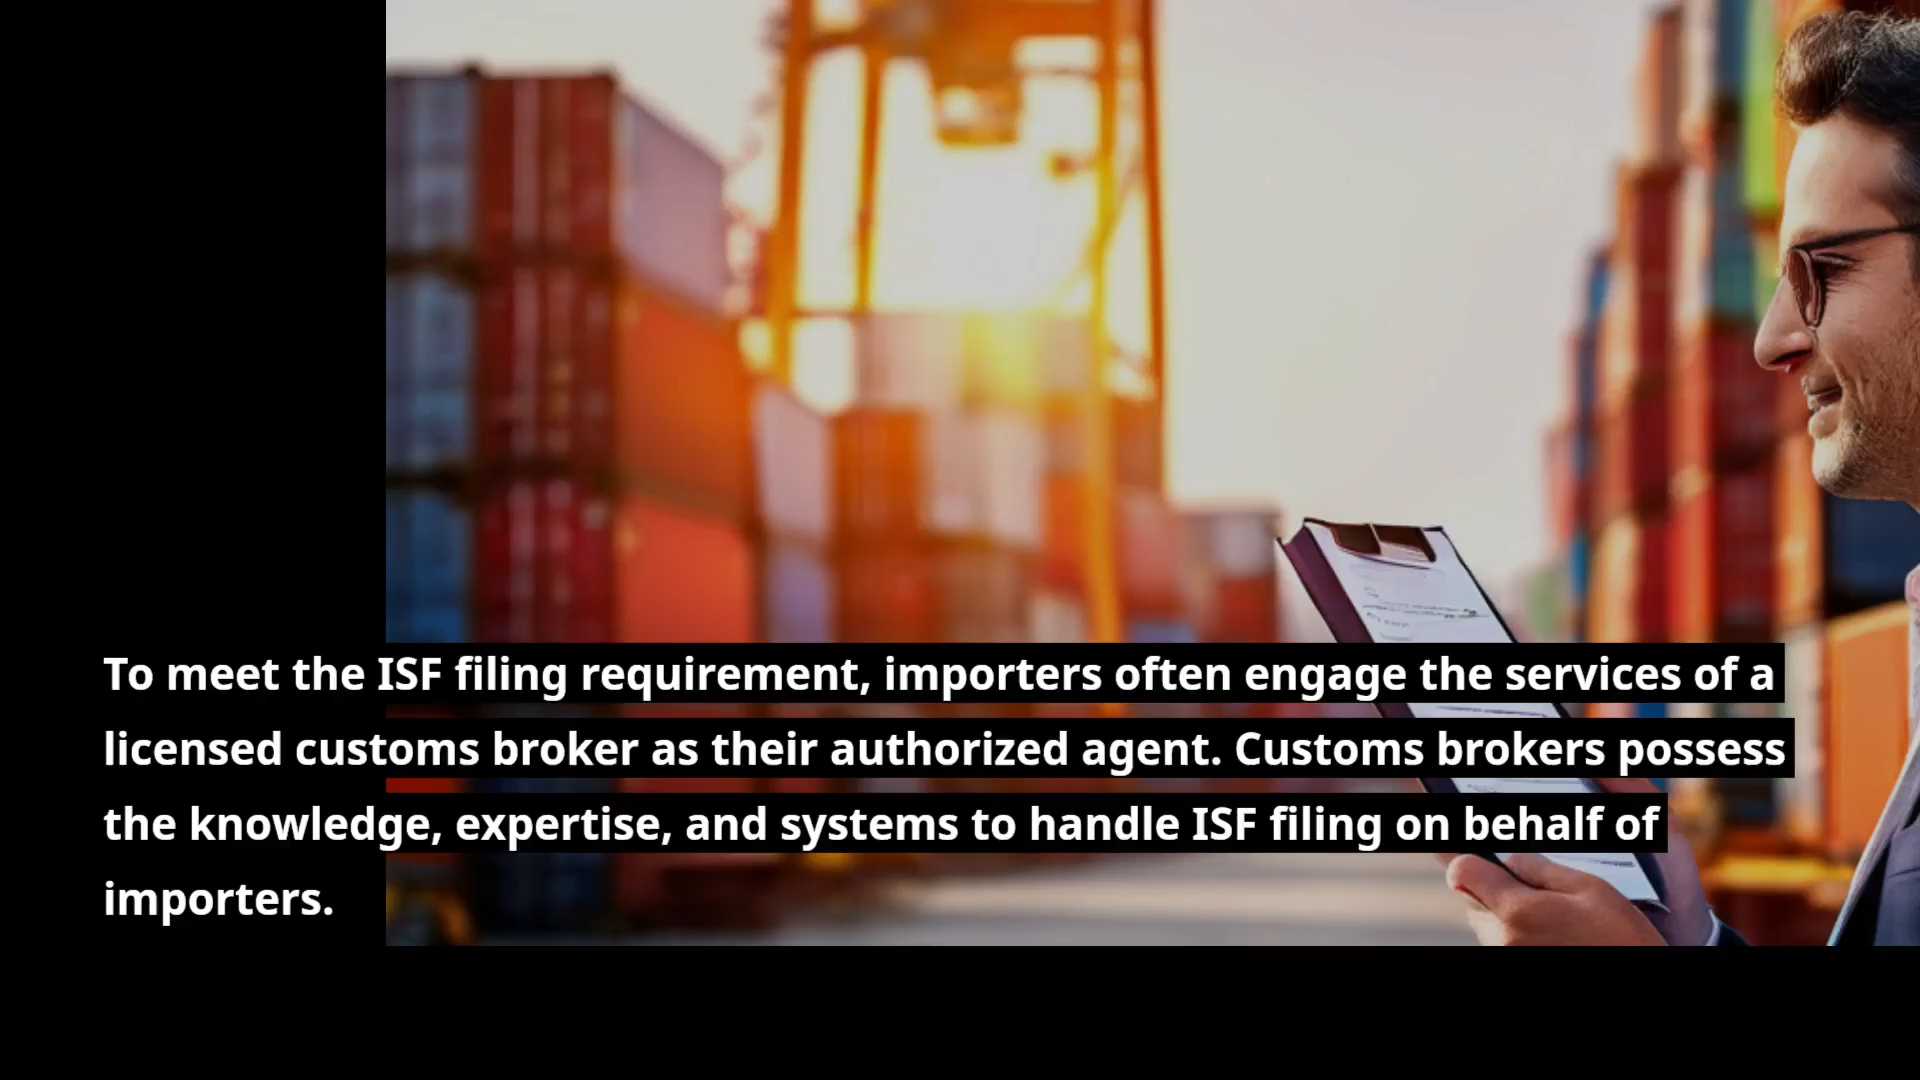 To meet the ISF filing requirement, importers often engage the services of a
licensed customs broker as their authorized agent. Customs brokers possess
the knowledge, expertise, and systems to handle ISF filing on behalf of
importers.